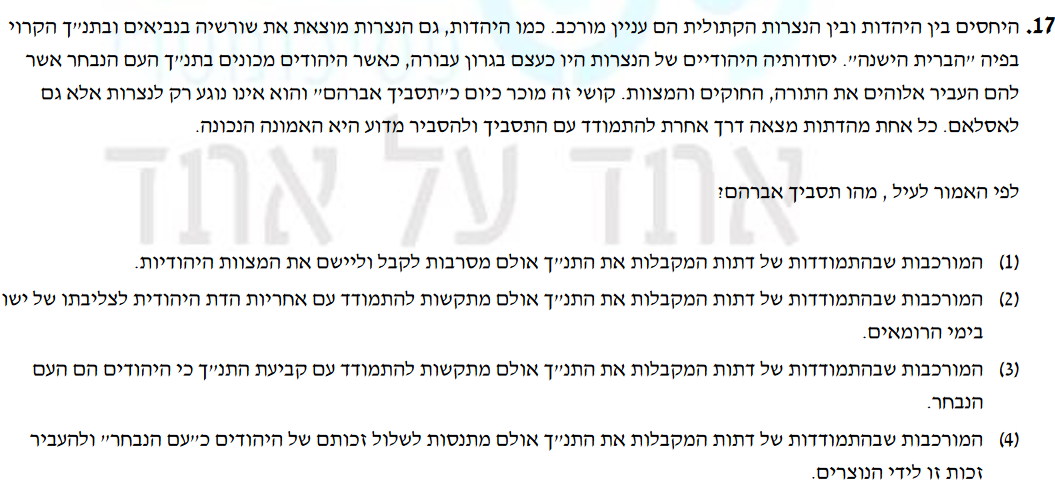 17. היחסים בין היהדות ובין הנצרות הקתולית הם עניין מורכב. כמו היהדות, גם הנצרות מוצאת את שורשיה בנביאים ובתנ״ך הקרוי
בפיה ״הברית הישנה״. יסודותיה היהודיים של הנצרות היו כעצם בגרון עבורה, כאשר היהודים מכונים בתנ״ך העם הנבחר אשר
להם העביר אלוהים את התורה, החוקים והמצוות. קושי זה מוכר כיום כ״תסביך אברהם״ והוא אינו נוגע רק לנצרות אלא גם
לאסלאם. כל אחת מהדתות מצאה דרך אחרת להתמודד עם התסביך ולהסביר מדוע היא האמונה הנכונה.
אחד על אחד
לפי האמור לעיל , מהו תסביך אברהם?
(1) המורכבות שבהתמודדות של דתות המקבלות את התנ״ך אולם מסרבות לקבל וליישם את המצוות היהודיות.
(2) המורכבות שבהתמודדות של דתות המקבלות את התנ״ך אולם מתקשות להתמודד עם אחריות הדת היהודית לצליבתו של ישו
בימי הרומאים.
(3) המורכבות שבהתמודדות של דתות המקבלות את התנ״ך אולם מתקשות להתמודד עם קביעת התנ״ך כי היהודים הם העם
הנבחר.
(4) המורכבות שבהתמודדות של דתות המקבלות את התנ״ך אולם מתנסות לשלול זכותם של היהודים כ״עם הנבחר״ ולהעביר
זכות זו לידי הנוצרים.